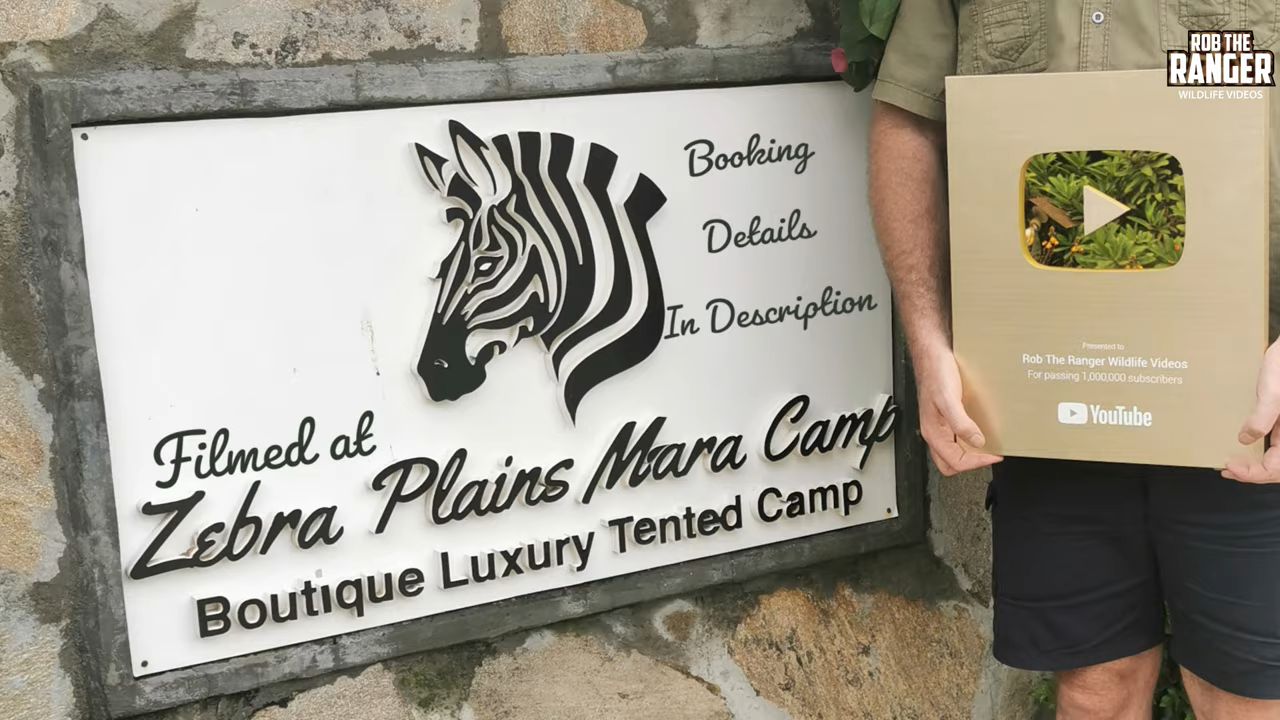 Booking
Details
In Description
Filmed at
Zebra Plains Mara Camp
Boutique Luxury Tented Camp
ROB THE
RANGER
WILDLIFE VIDEOS
Presented to
Rob The Ranger Wildlife Videos
For passing 1,000,000 subscribers
YouTube